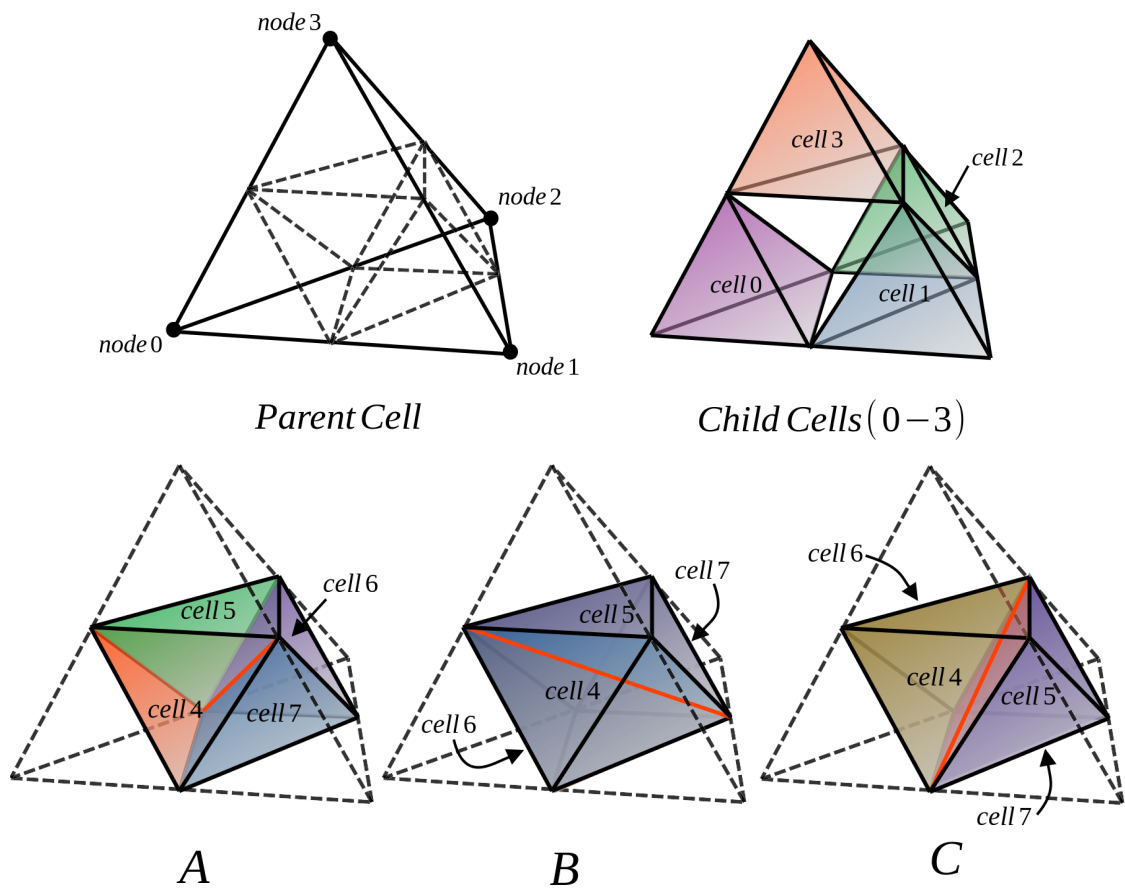 node 3
node 2
node 0
node 1
Parent Cell
cell 3
cell 2
cell 0
cell 1
Child Cells (0–3)
cell 5
cell 6
cell 4
cell 7
A
cell 7
cell 5
cell 4
cell 6
B
cell 6
cell 4
cell 5
cell 7
C